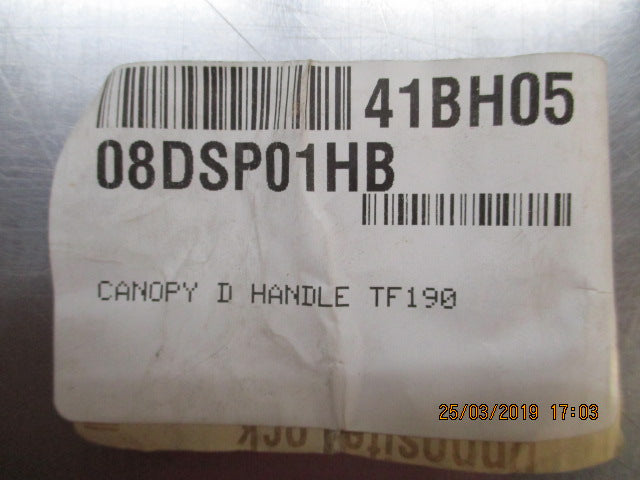 41BH05
08DSP01HB
CANOPY D HANDLE TF190
25/03/2019 17:03